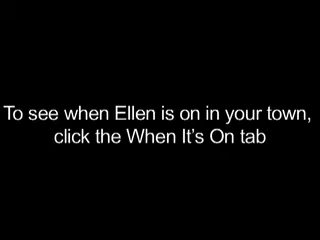 To see when Ellen is on in your town,
click the When It's On tab